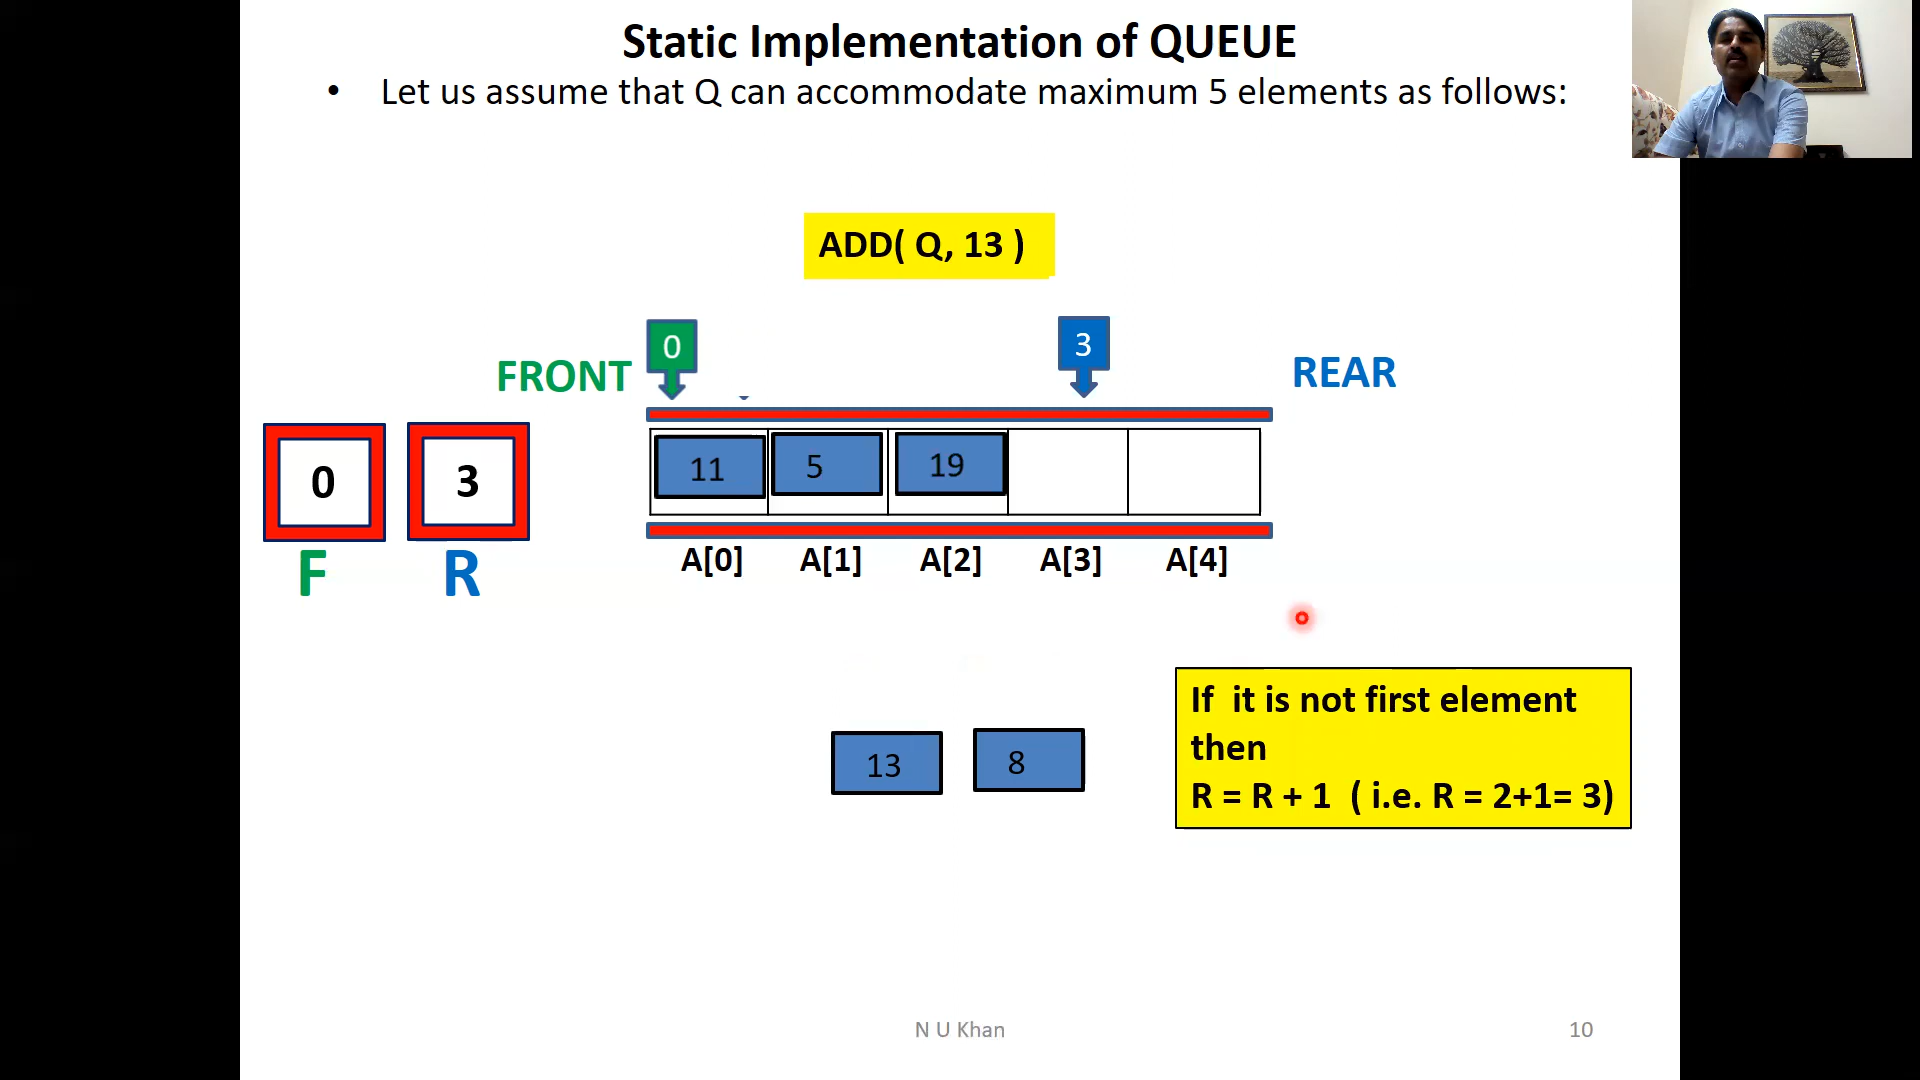 Static Implementation of QUEUE
• Let us assume that Q can accommodate maximum 5 elements as follows:
ADD( Q, 13 )
0
3
FRONT
REAR
0
3
11
5
19
F
R
A[0]
A[1]
A[2]
A[3]
A[4]
13
8
If it is not first element
then
R = R + 1 ( i.e. R = 2+1= 3)
N U Khan
10